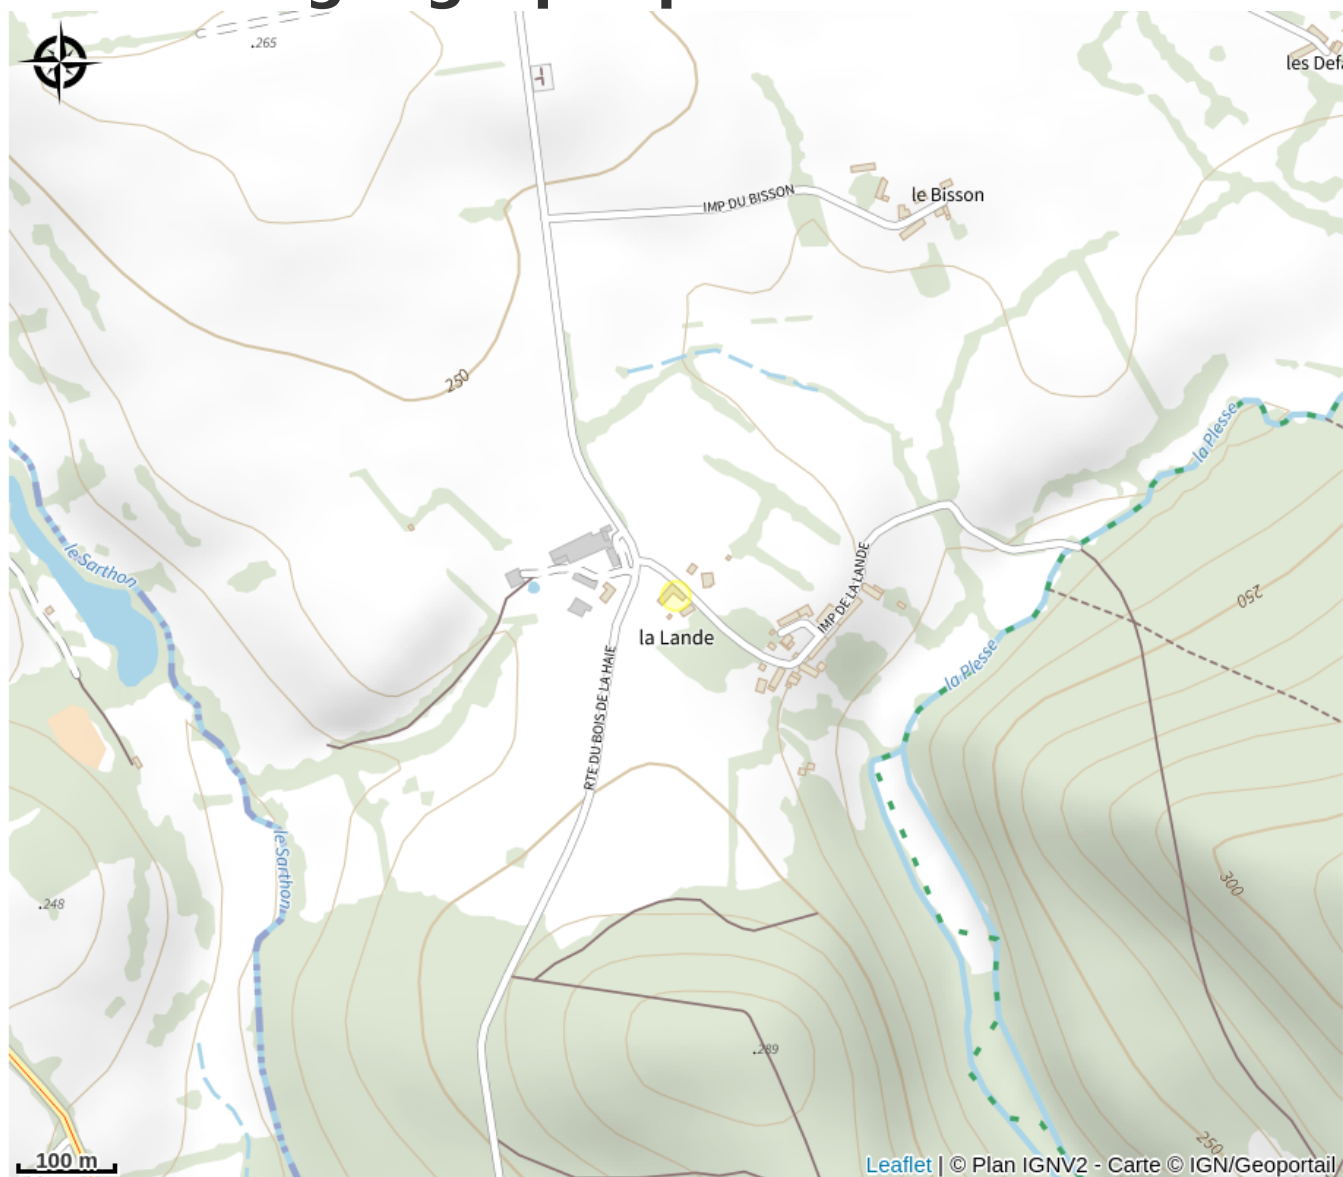 .265
les Defa
le Bisson
IMP DU BISSON
250
la Plesse
le Sarthon
IMP DE LA LANDE
250
la Lande
la Plesse
RTE DU BOIS DE LA HAIE
le Sarthon
300
.248
.289
250
100 m
Leaflet | © Plan IGNV2 - Carte © IGN/Geoportail